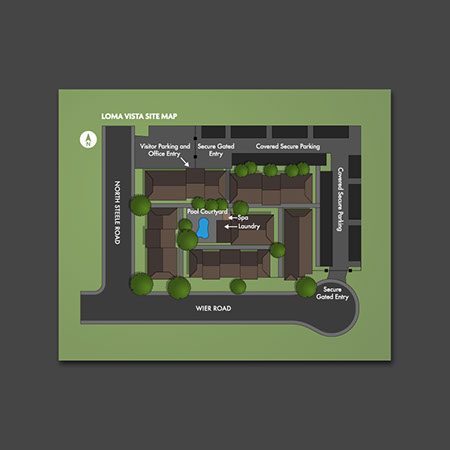 LOMA VISTA SITE MAP
N
Visitor Parking and
Office Entry
Secure Gated
Entry
Covered Secure Parking
NORTH STEELE ROAD
Covered Secure Parking
Pool Courtyard
Spa
Laundry
Secure
Gated Entry
WIER ROAD